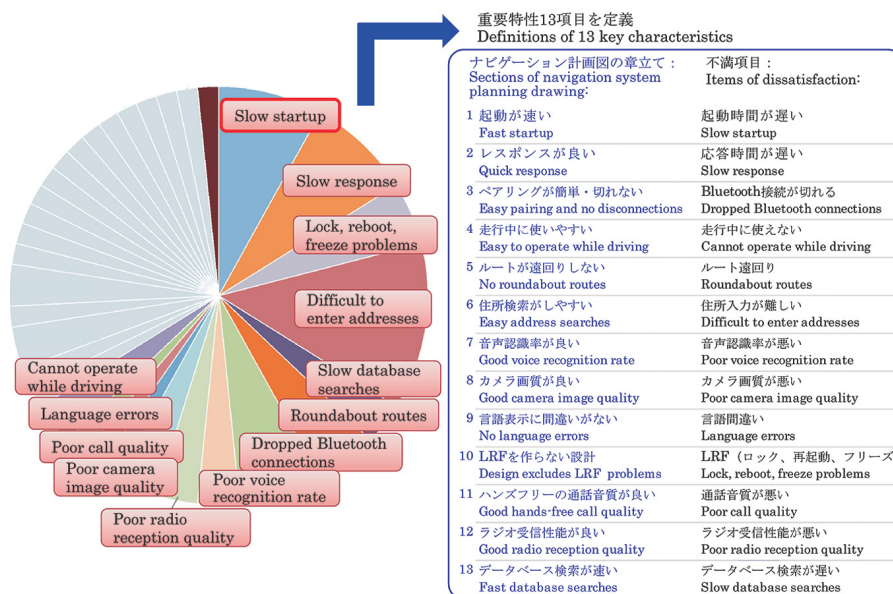 重要特性13項目を定義
Definitions of 13 key characteristics
ナビゲーション計画図の章立て：
Sections of navigation system
planning drawing:
不満項目：
Items of dissatisfaction:
1 起動が速い
Fast startup
起動時間が遅い
Slow startup
2 レスポンスが良い
Quick response
応答時間が遅い
Slow response
3 ペアリングが簡単・切れない
Easy pairing and no disconnections
Bluetooth接続が切れる
Dropped Bluetooth connections
4 走行中に使いやすい
Easy to operate while driving
走行中に使えない
Cannot operate while driving
5 ルートが遠回りしない
No roundabout routes
ルート遠回り
Roundabout routes
6 住所検索がしやすい
Easy address searches
住所入力が難しい
Difficult to enter addresses
7 音声認識率が良い
Good voice recognition rate
音声認識率が悪い
Poor voice recognition rate
8 カメラ画質が良い
Good camera image quality
カメラ画質が悪い
Poor camera image quality
9 言語表示に間違いがない
No language errors
言語間違い
Language errors
10 LRFを作らない設計
Design excludes LRF problems
LRF（ロック、再起動、フリーズ
Lock, reboot, freeze problems
11 ハンズフリーの通話音質が良い
Good hands-free call quality
通話音質が悪い
Poor call quality
12 ラジオ受信性能が良い
Good radio reception quality
ラジオ受信性能が悪い
Poor radio reception quality
13 データベース検索が速い
Fast database searches
データベース検索が遅い
Slow database searches
Slow startup
Slow response
Lock, reboot,
freeze problems
Difficult to
enter addresses
Slow database
searches
Roundabout routes
Dropped Bluetooth
connections
Poor voice
recognition rate
Poor radio
reception quality
Poor camera
image quality
Poor call quality
Language errors
Cannot operate
while driving